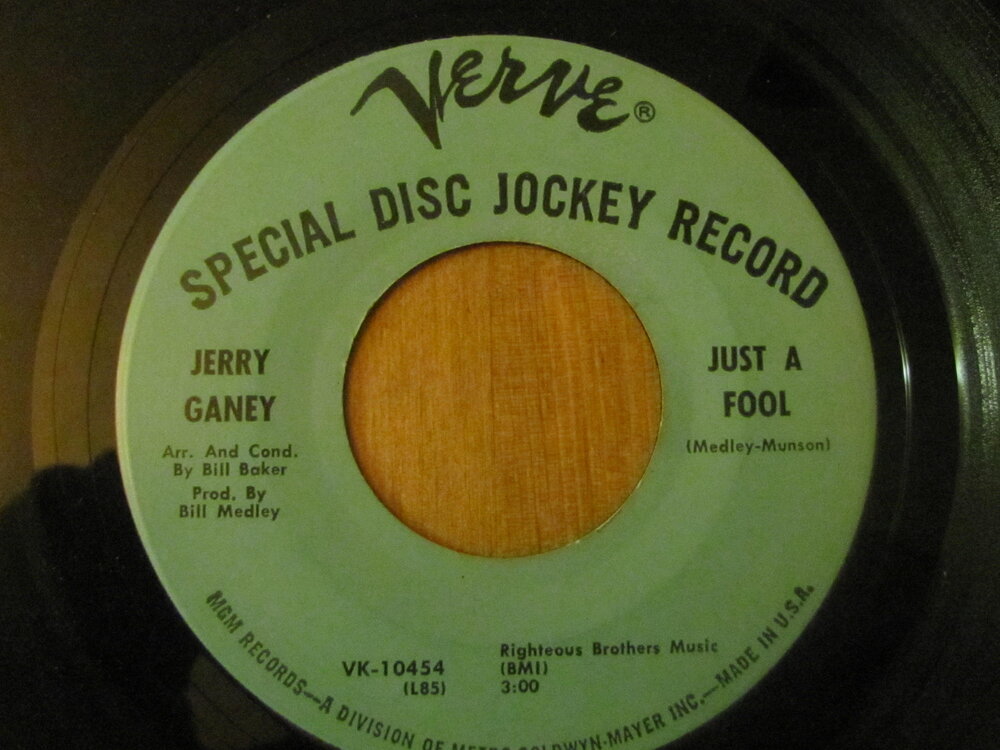 Verve®
SPECIAL DISC JOCKEY RECORD
JERRY
GANEY
Arr. And Cond.
By Bill Baker
Prod. By
Bill Medley
JUST A
FOOL
(Medley-Munson)
VK-10454
(L85)
Righteous Brothers Music
(BMI)
3:00
MGM RECORDS—A DIVISION OF METRO-GOLDWYN-MAYER INC.—MADE IN U.S.A.